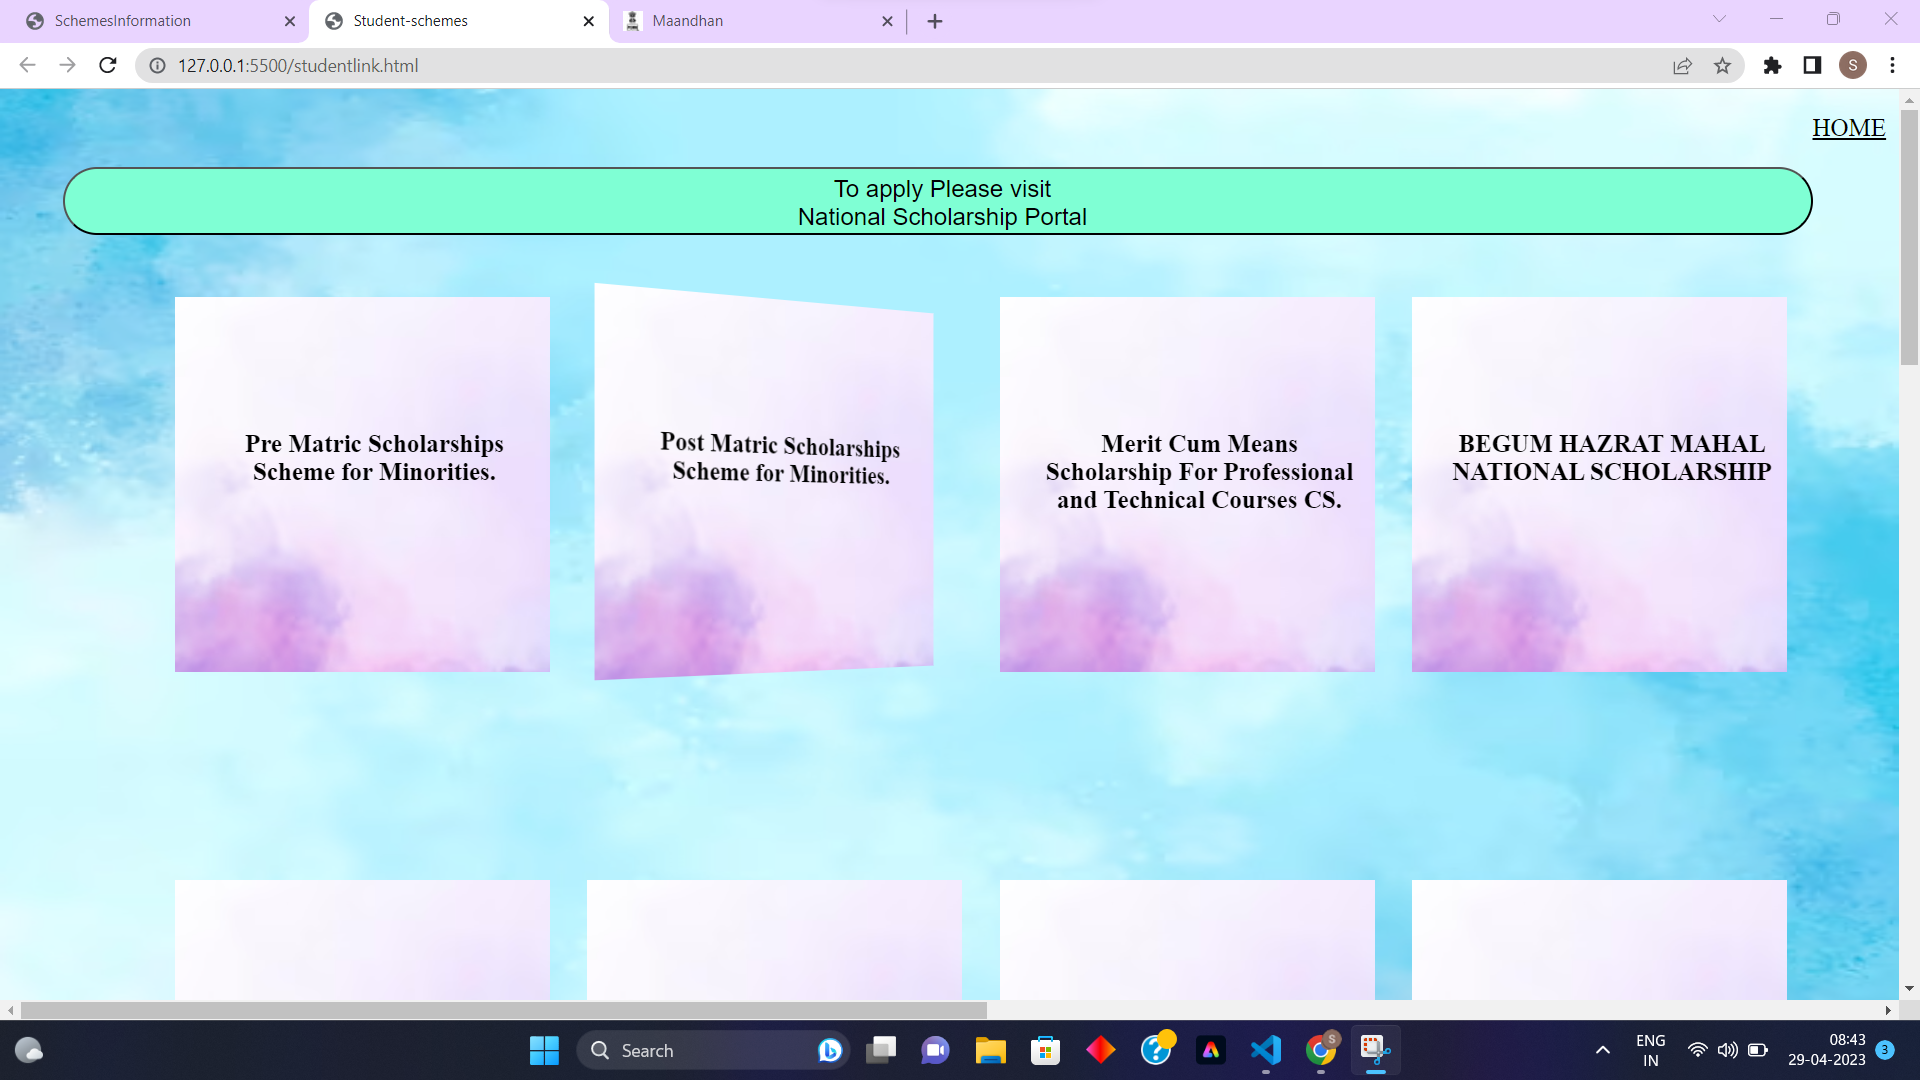 SchemesInformation
Student-schemes
Maandhan
127.0.0.1:5500/studentlink.html
S
HOME
To apply Please visit
National Scholarship Portal
Pre Matric Scholarships
Scheme for Minorities.
Post Matric Scholarships
Scheme for Minorities.
Merit Cum Means
Scholarship For Professional
and Technical Courses CS.
BEGUM HAZRAT MAHAL
NATIONAL SCHOLARSHIP
Search
S
ENG
IN
08:43
29-04-2023
3